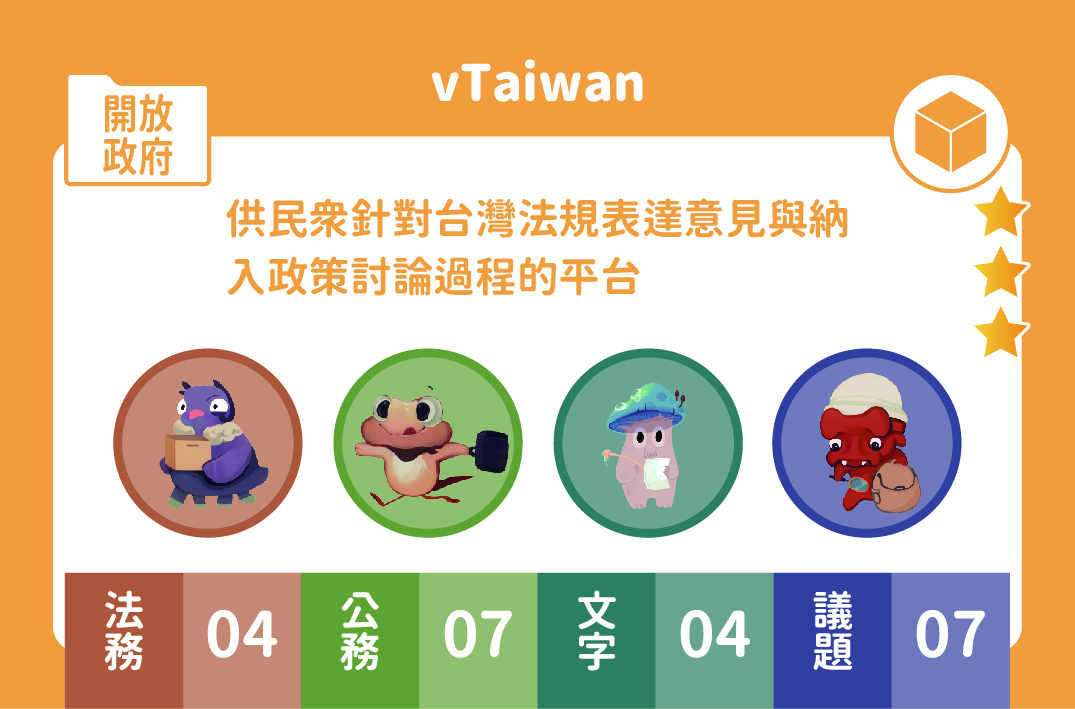 vTaiwan
開放
政府
供民眾針對台灣法規表達意見與納
入政策討論過程的平台
法務
04
公務
07
文字
04
議題
07